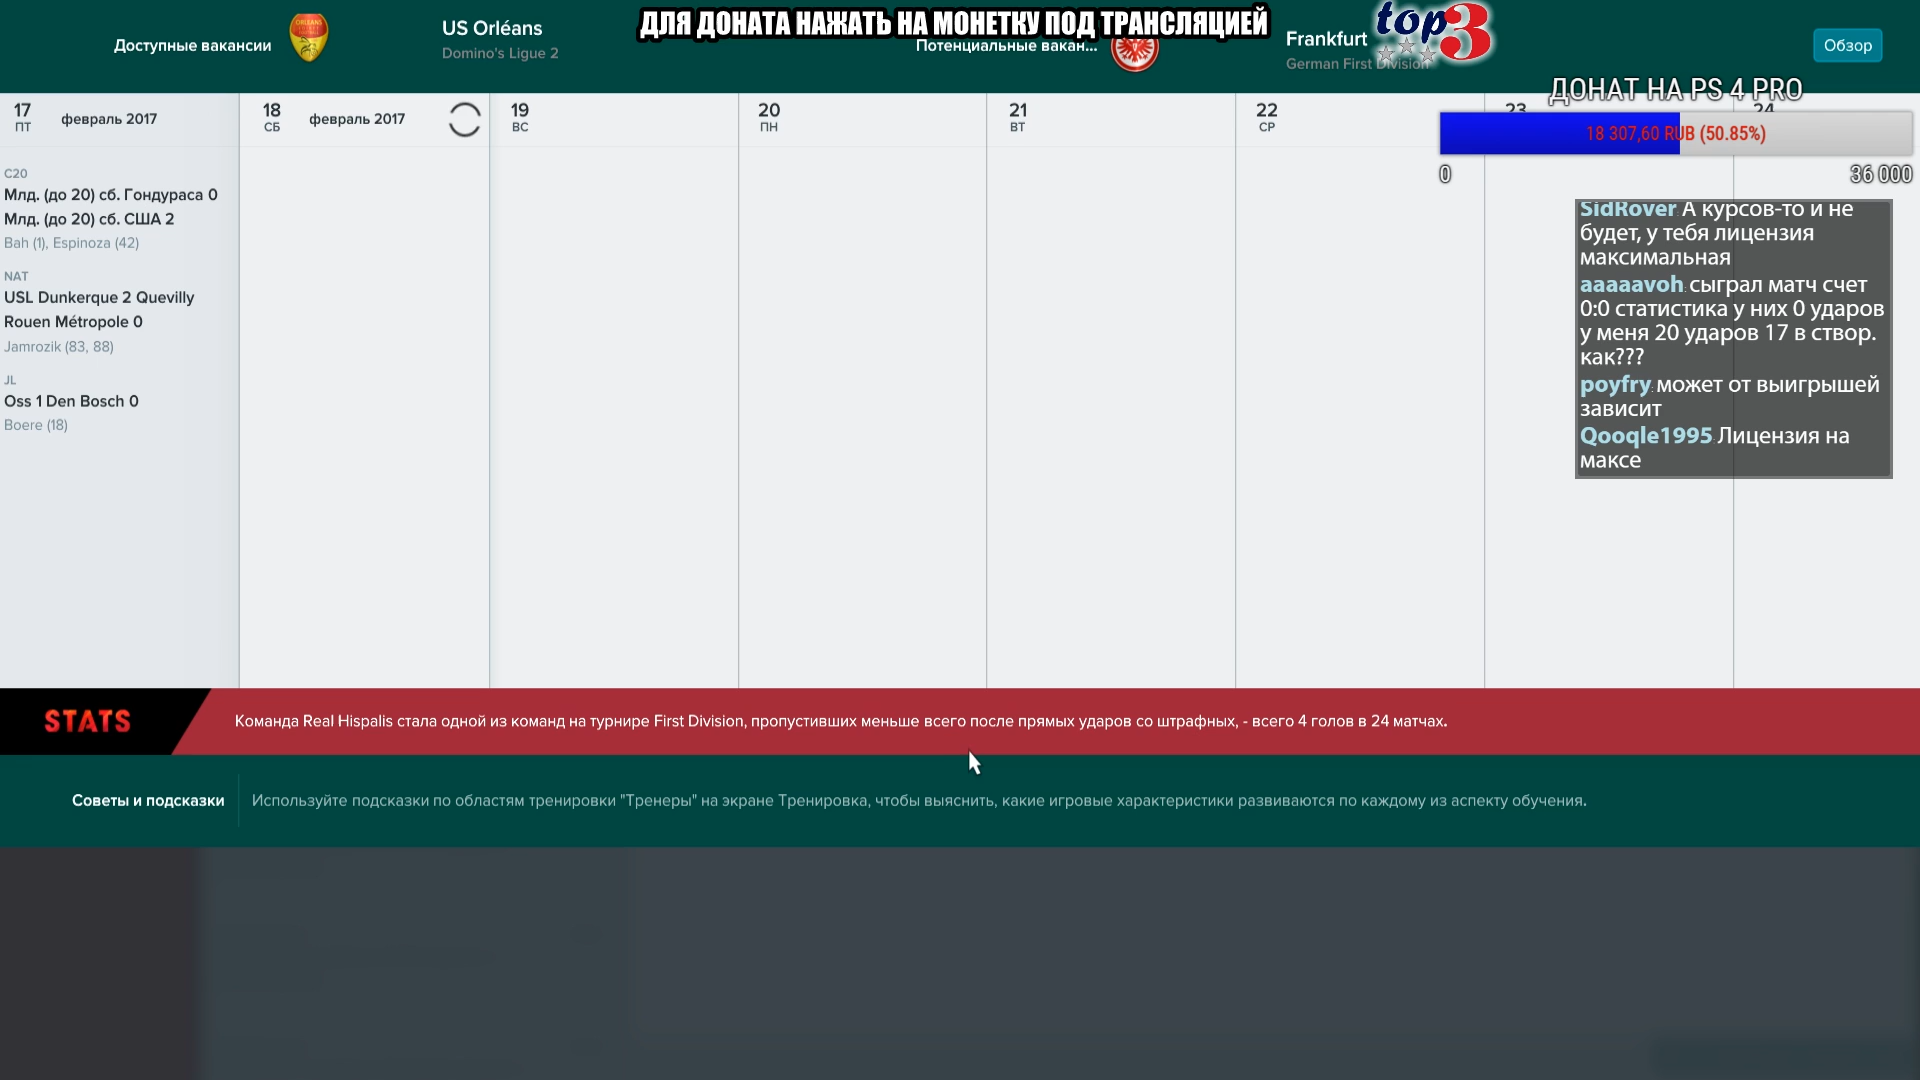 ДЛЯ ДОНАТА НАЖАТЬ НА МОНЕТКУ ПОД ТРАНСЛЯЦИЕЙ
top3
Доступные вакансии
ORLÉANS
US Orléans
Domino's Ligue 2
Потенциальные вакан...
Frankfurt
German First Division
Обзор
ДОНАТ НА PS 4 PRO
18 307,60 RUB (50.85%)
0
36 000
17 ПТ февраль 2017
18 СБ февраль 2017
19 ВС
20 ПН
21 ВТ
22 СР
23
24
C20
Млд. (до 20) сб. Гондураса 0
Млд. (до 20) сб. США 2
Bah (1), Espinoza (42)
NAT
USL Dunkerque 2 Quevilly
Rouen Métropole 0
Jamrozik (83, 88)
JL
Oss 1 Den Bosch 0
Boere (18)
SidRover: А курсов-то и не
будет, у тебя лицензия
максимальная
aaaaavoh: сыграл матч счет
0:0 статистика у них 0 ударов
у меня 20 ударов 17 в створ.
как???
poyfry: может от выигрышей
зависит
Qooqle1995: Лицензия на
максе
STATS
Команда Real Hispalis стала одной из команд на турнире First Division, пропустивших меньше всего после прямых ударов со штрафных, - всего 4 голов в 24 матчах.
Советы и подсказки
Используйте подсказки по областям тренировки "Тренеры" на экране Тренировка, чтобы выяснить, какие игровые характеристики развиваются по каждому из аспекту обучения.